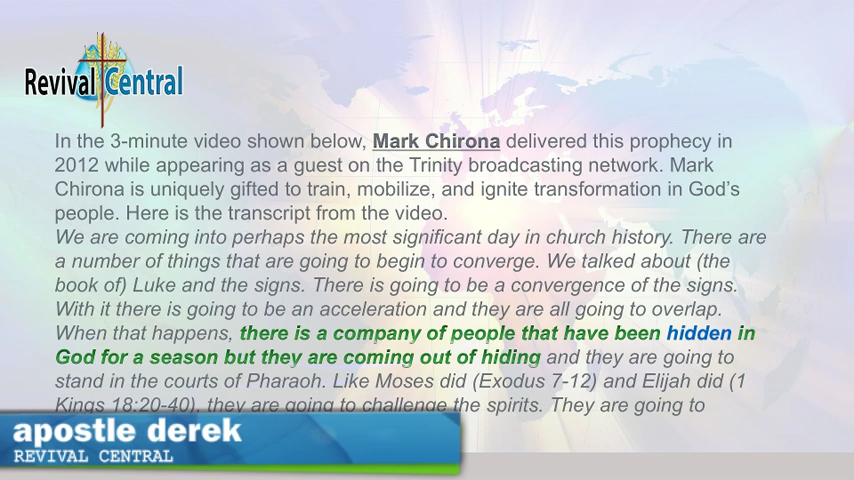 Revival Central
In the 3-minute video shown below, Mark Chirona delivered this prophecy in
2012 while appearing as a guest on the Trinity broadcasting network. Mark
Chirona is uniquely gifted to train, mobilize, and ignite transformation in God’s
people. Here is the transcript from the video.
We are coming into perhaps the most significant day in church history. There are
a number of things that are going to begin to converge. We talked about (the
book of) Luke and the signs. There is going to be a convergence of the signs.
With it there is going to be an acceleration and they are all going to overlap.
When that happens, there is a company of people that have been hidden in
God for a season but they are coming out of hiding and they are going to
stand in the courts of Pharaoh. Like Moses did (Exodus 7-12) and Elijah did (1
Kings 18:20-40), they are going to challenge the spirits. They are going to
apostle derek
REVIVAL CENTRAL